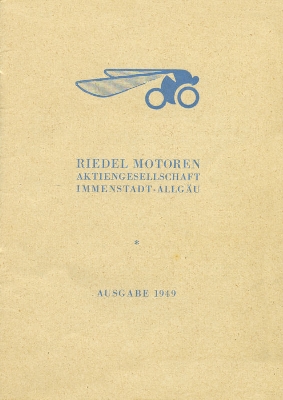 RIEDEL MOTOREN
AKTIENGESELLSCHAFT
IMMENSTADT-ALLGÄU
*
AUSGABE 1949